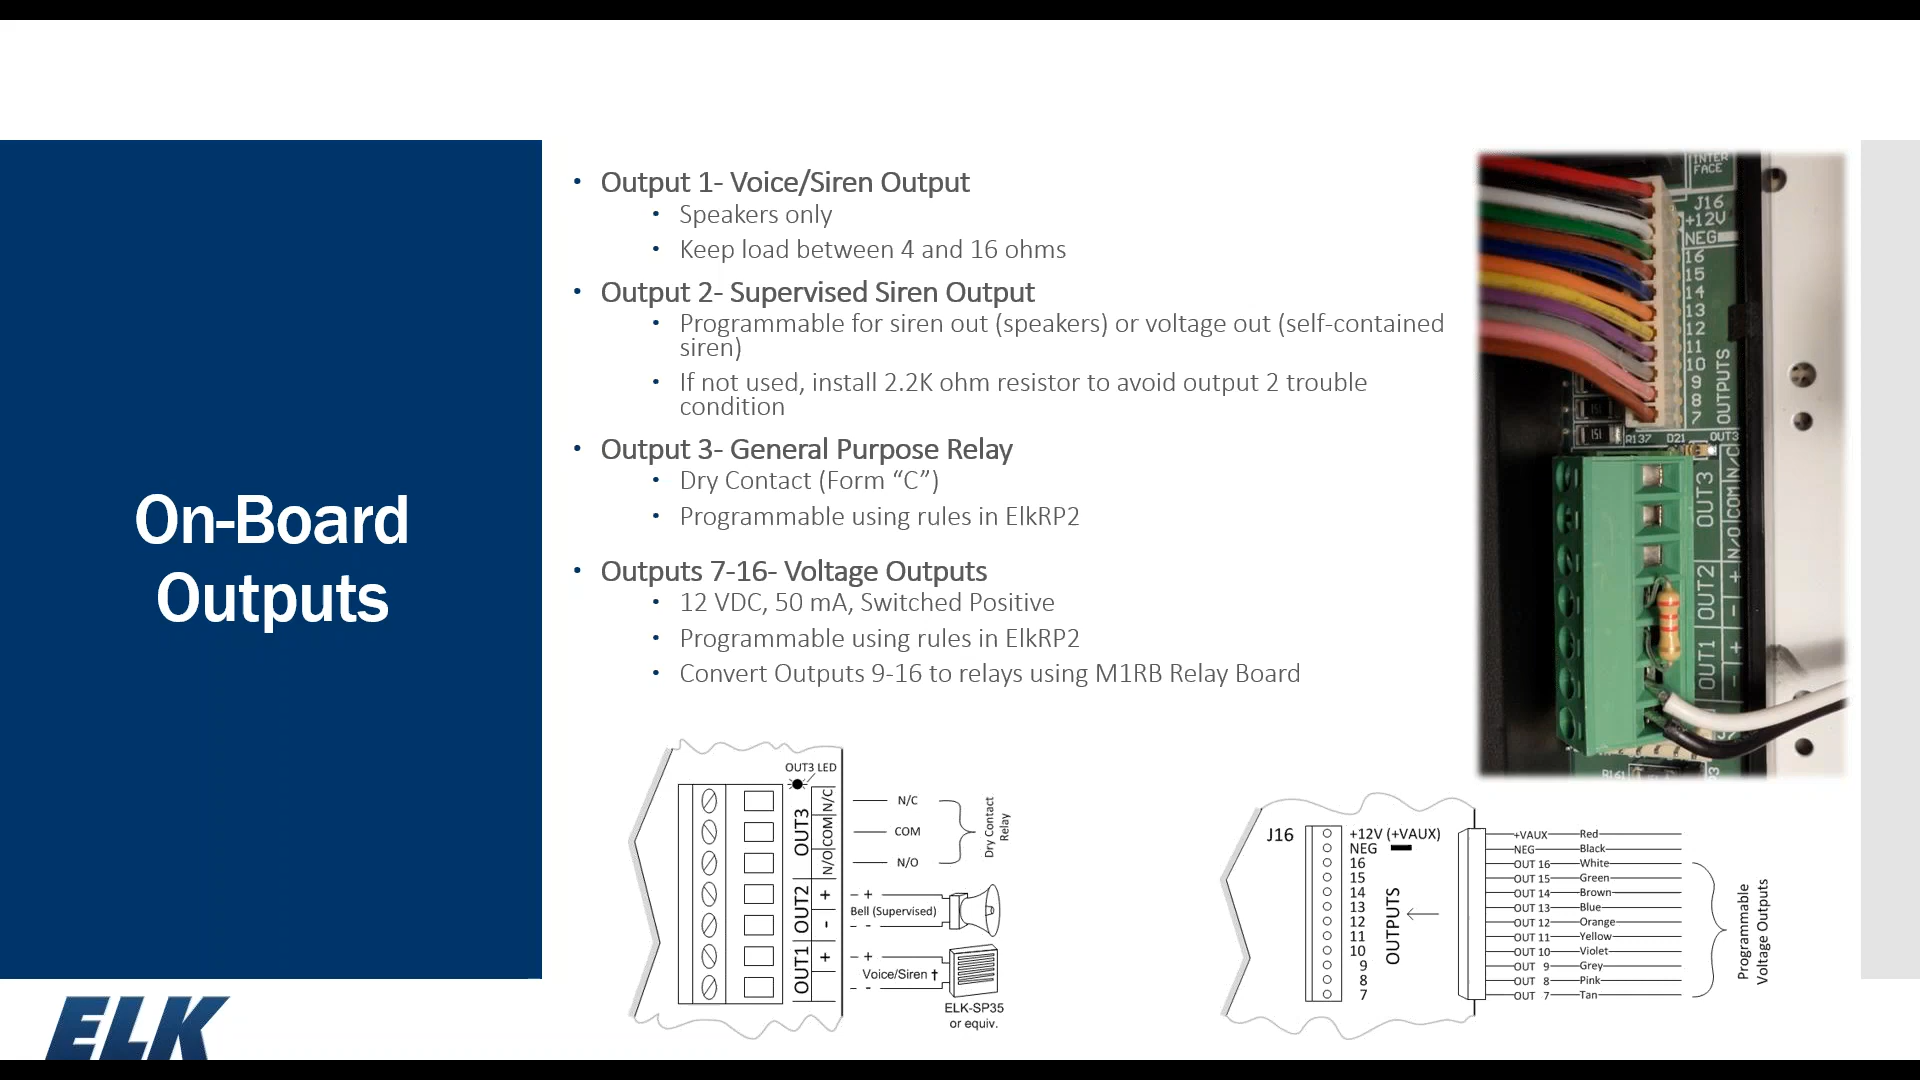 On-Board
Outputs
ELK
• Output 1- Voice/Siren Output
• Speakers only
• Keep load between 4 and 16 ohms
• Output 2- Supervised Siren Output
• Programmable for siren out (speakers) or voltage out (self-contained
siren)
• If not used, install 2.2K ohm resistor to avoid output 2 trouble
condition
• Output 3- General Purpose Relay
• Dry Contact (Form “C”)
• Programmable using rules in ElkRP2
• Outputs 7-16- Voltage Outputs
• 12 VDC, 50 mA, Switched Positive
• Programmable using rules in ElkRP2
• Convert Outputs 9-16 to relays using M1RB Relay Board
INTER
FACE
J16
+12V
NEG
16
15
14
13
12
11
10
9
8
7
OUTPUTS
151
151
R137 D21 OUT3
OUT3
N/O COM N/C
OUT2
- +
OUT1
- +
R161
OUT3 LED
OUT3
N/C
COM
N/O
OUT2
+
-
OUT1
+
N/C
COM
N/O
Dry Contact
Relay
- +
Bell (Supervised)
- -
- +
Voice/Siren †
- -
ELK-SP35
or equiv.
J16
+12V (+VAUX)
NEG
16
15
14
13
12
11
10
9
8
7
OUTPUTS
+VAUX Red
NEG Black
OUT 16 White
OUT 15 Green
OUT 14 Brown
OUT 13 Blue
OUT 12 Orange
OUT 11 Yellow
OUT 10 Violet
OUT 9 Grey
OUT 8 Pink
OUT 7 Tan
Programmable
Voltage Outputs